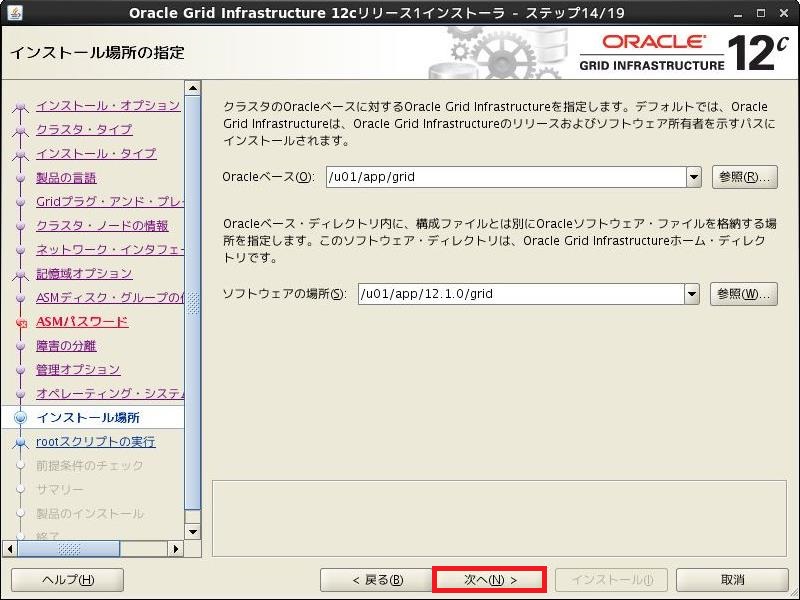 Oracle Grid Infrastructure 12cリリース1インストーラ - ステップ14/19
インストール場所の指定
ORACLE
GRID INFRASTRUCTURE
12c
インストール・オプション
クラスタ・タイプ
インストール・タイプ
製品の言語
Gridプラグ・アンド・プレ
クラスタ・ノードの情報
ネットワーク・インタフェー
記憶域オプション
ASMディスク・グループの
ASMパスワード
障害の分離
管理オプション
オペレーティング・システム
インストール場所
rootスクリプトの実行
前提条件のチェック
サマリー
製品のインストール
終了
クラスタのOracleベースに対するOracle Grid Infrastructureを指定します。デフォルトでは、Oracle
Grid Infrastructureは、Oracle Grid Infrastructureのリリースおよびソフトウェア所有者を示すパスに
インストールされます。
Oracleベース(O): /u01/app/grid 参照(R)...
Oracleベース・ディレクトリ内に、構成ファイルとは別にOracleソフトウェア・ファイルを格納する場
所を指定します。このソフトウェア・ディレクトリは、Oracle Grid Infrastructureホーム・ディレク
トリです。
ソフトウェアの場所(S): /u01/app/12.1.0/grid 参照(W)...
ヘルプ(H) < 戻る(B) 次へ(N) > インストール(I) 取消